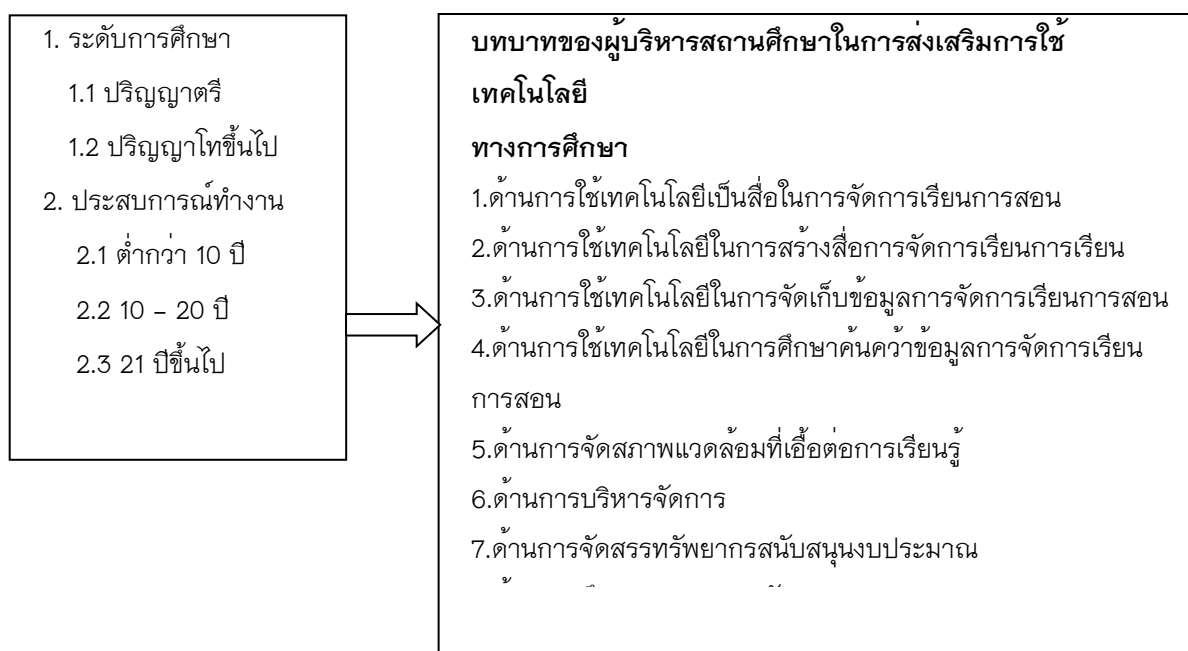 1. ระดับการศึกษา
1.1 ปริญญาตรี
1.2 ปริญญาโทขึ้นไป
2. ประสบการณ์ทำงาน
2.1 ต่ำกว่า 10 ปี
2.2 10 – 20 ปี
2.3 21 ปีขึ้นไป
บทบาทของผู้บริหารสถานศึกษาในการส่งเสริมการใช้
เทคโนโลยี
ทางการศึกษา
1.ด้านการใช้เทคโนโลยีเป็นสื่อในการจัดการเรียนการสอน
2.ด้านการใช้เทคโนโลยีในการสร้างสื่อการจัดการเรียนการเรียน
3.ด้านการใช้เทคโนโลยีในการจัดเก็บข้อมูลการจัดการเรียนการสอน
4.ด้านการใช้เทคโนโลยีในการศึกษาค้นคว้าข้อมูลการจัดการเรียน
การสอน
5.ด้านการจัดสภาพแวดล้อมที่เอื้อต่อการเรียนรู้
6.ด้านการบริหารจัดการ
7.ด้านการจัดสรรทรัพยากรสนับสนุนงบประมาณ